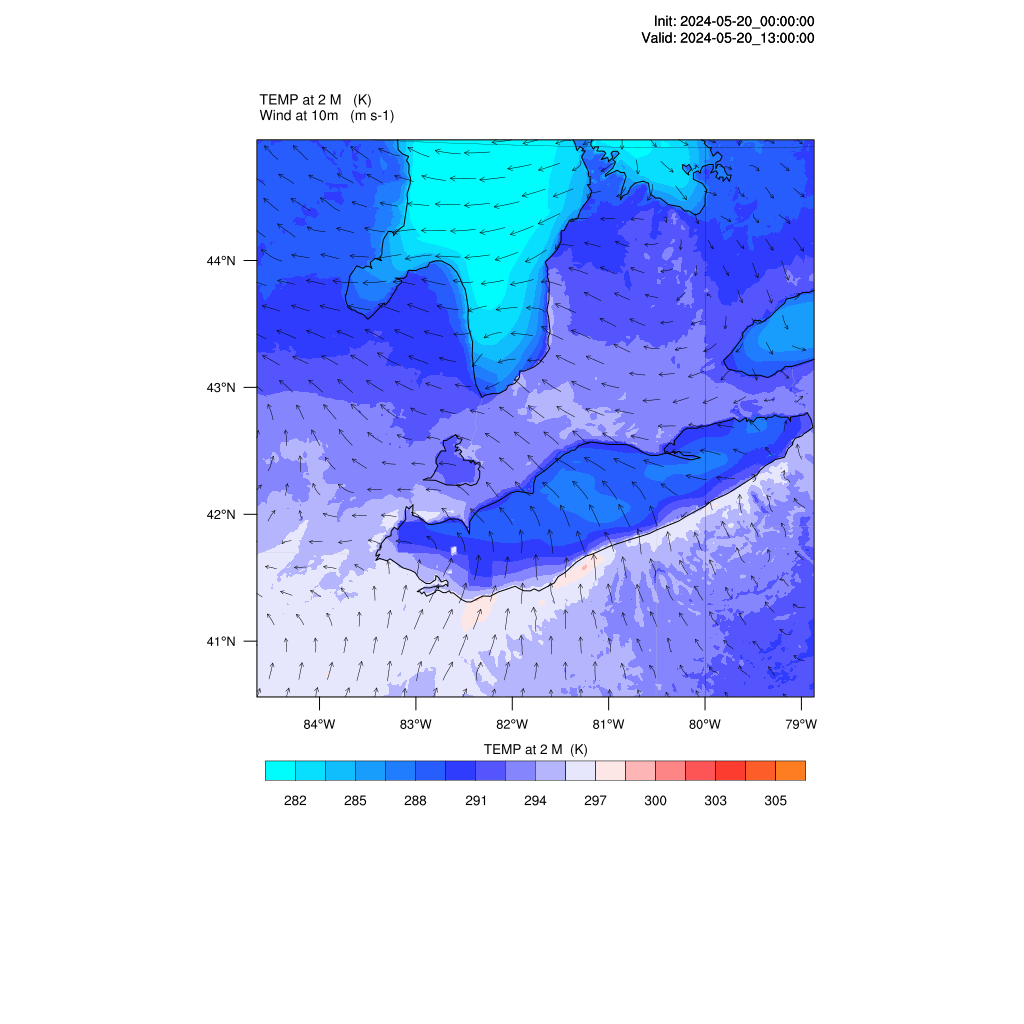 Init: 2024-05-20_00:00:00
Valid: 2024-05-20_13:00:00
TEMP at 2 M (K)
Wind at 10m (m s-1)
44°N
43°N
42°N
41°N
84°W 83°W 82°W 81°W 80°W 79°W
TEMP at 2 M (K)
282 285 288 291 294 297 300 303 305